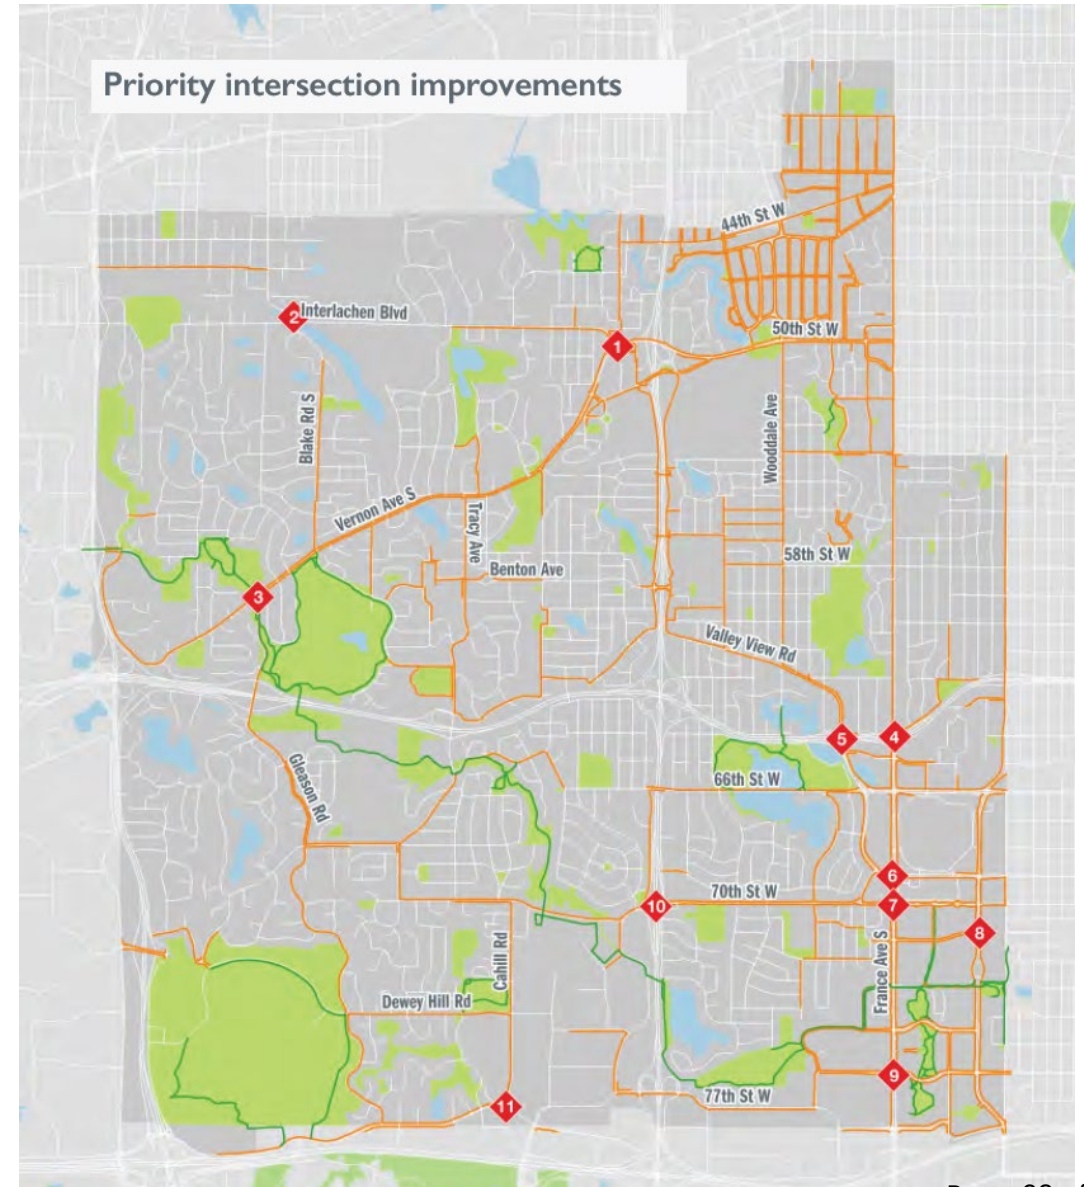 Priority intersection improvements
44th St W
2
Interlachen Blvd
50th St W
1
Blake Rd S
Wooddale Ave
Vernon Ave S
Tracy Ave
58th St W
Benton Ave
3
Valley View Rd
5
4
66th St W
Gleason Rd
6
70th St W
10
7
8
Cahill Rd
France Ave S
Dewey Hill Rd
9
77th St W
11